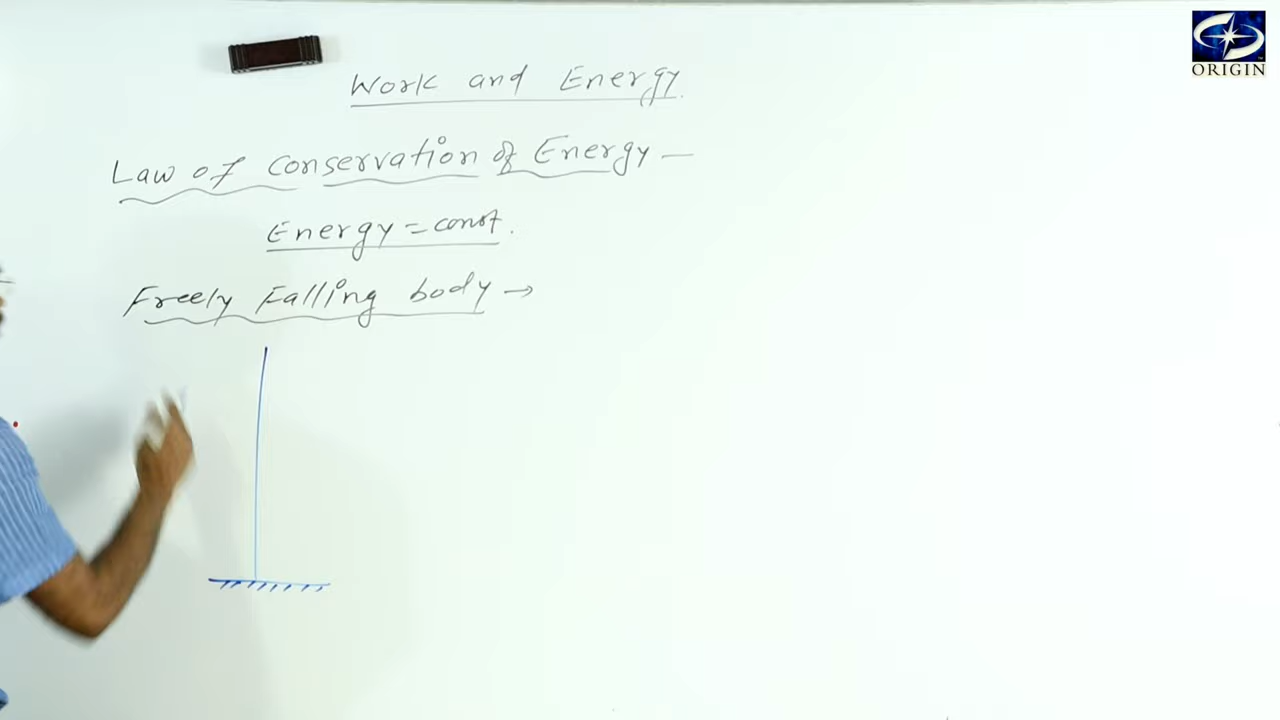 Work and Energy
Law of conservation of Energy —
Energy = const.
Freely Falling body →
ORIGIN